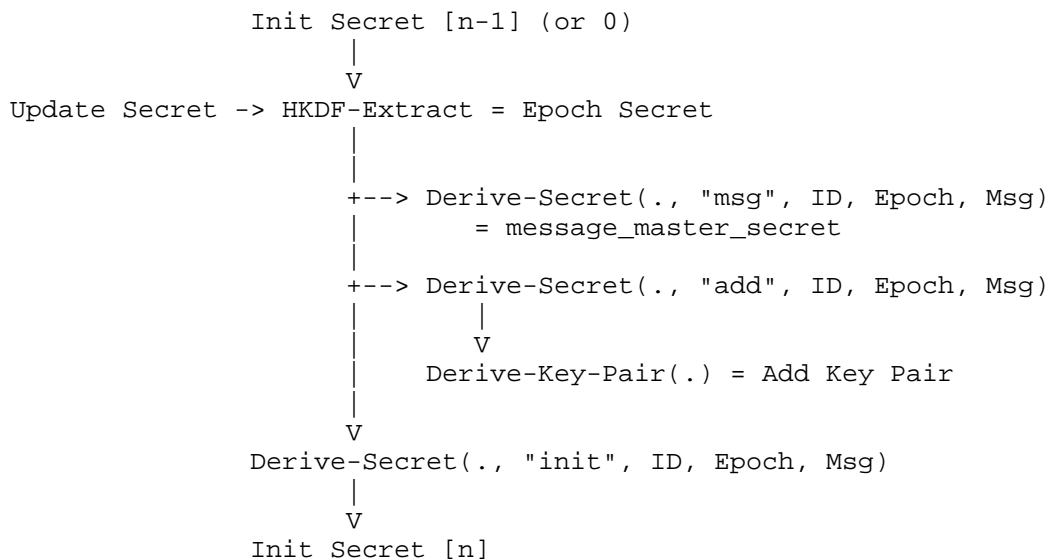 Init Secret [n-1] (or 0)
|
V
Update Secret -> HKDF-Extract = Epoch Secret
|
|
+--> Derive-Secret(., "msg", ID, Epoch, Msg)
| = message_master_secret
|
+--> Derive-Secret(., "add", ID, Epoch, Msg)
| |
| V
| Derive-Key-Pair(.) = Add Key Pair
|
V
Derive-Secret(., "init", ID, Epoch, Msg)
|
V
Init Secret [n]